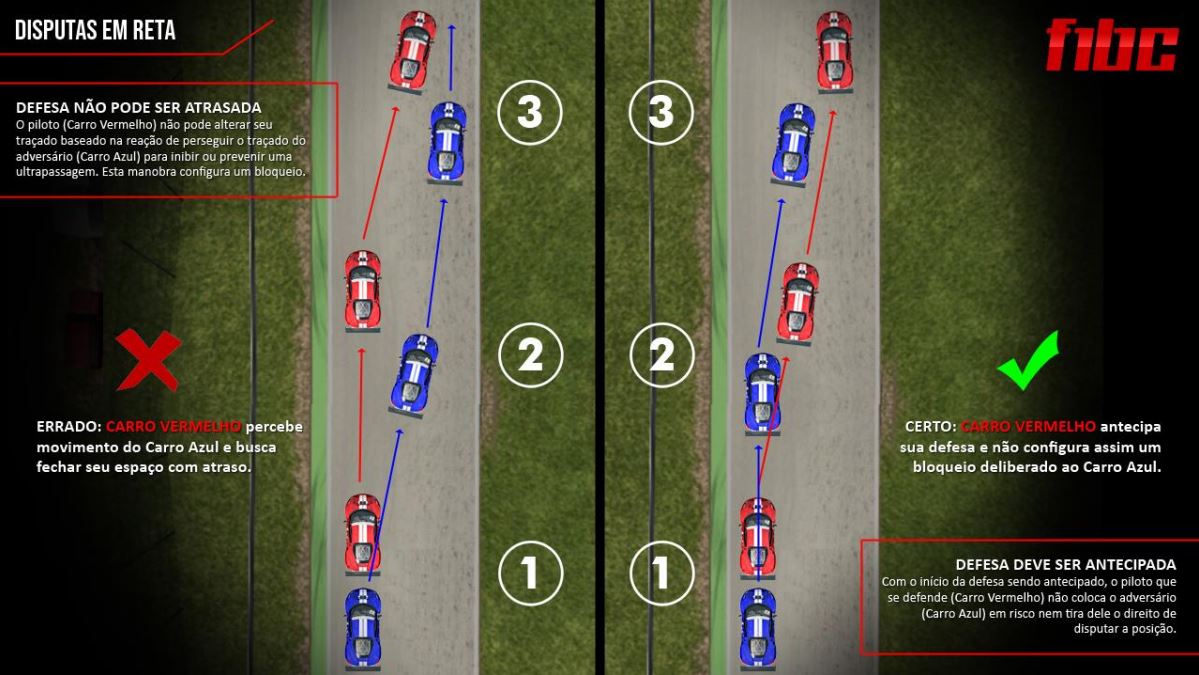 DISPUTAS EM RETA
f1bc
DEFESA NÃO PODE SER ATRASADA
O piloto (Carro Vermelho) não pode alterar seu
traçado baseado na reação de perseguir o traçado do
adversário (Carro Azul) para inibir ou prevenir uma
ultrapassagem. Esta manobra configura um bloqueio.
3
3
2
2
ERRADO: CARRO VERMELHO percebe
movimento do Carro Azul e busca
fechar seu espaço com atraso.
CERTO: CARRO VERMELHO antecipa
sua defesa e não configura assim um
bloqueio deliberado ao Carro Azul.
1
1
DEFESA DEVE SER ANTECIPADA
Com o início da defesa sendo antecipado, o piloto que
se defende (Carro Vermelho) não coloca o adversário
(Carro Azul) em risco nem tira dele o direito de
disputar a posição.